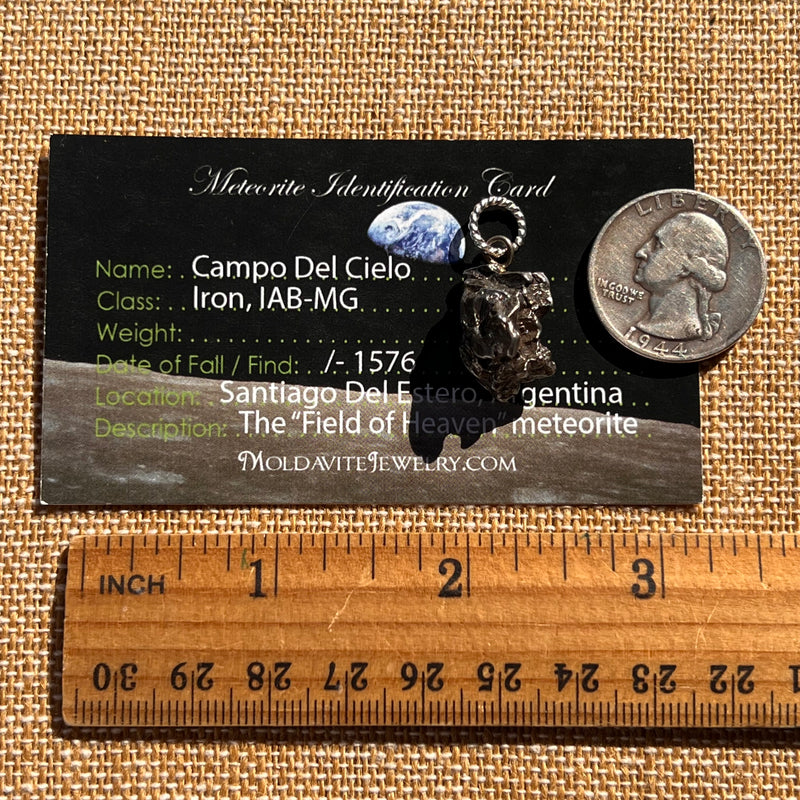 Meteorite Identification Card
Name: . Campo Del Cielo
Class: . . Iron, IAB-MG
Weight:
Date of Fall / Find: . /- 1576
Location: . Santiago Del Estero, Argentina
Description: . The "Field of Heaven" meteorite
MoldaviteJewelry.com
LIBERTY
IN GOD WE
TRUST
1944
INCH 1 2 3
30 29 28 27 26 25 24 23 22